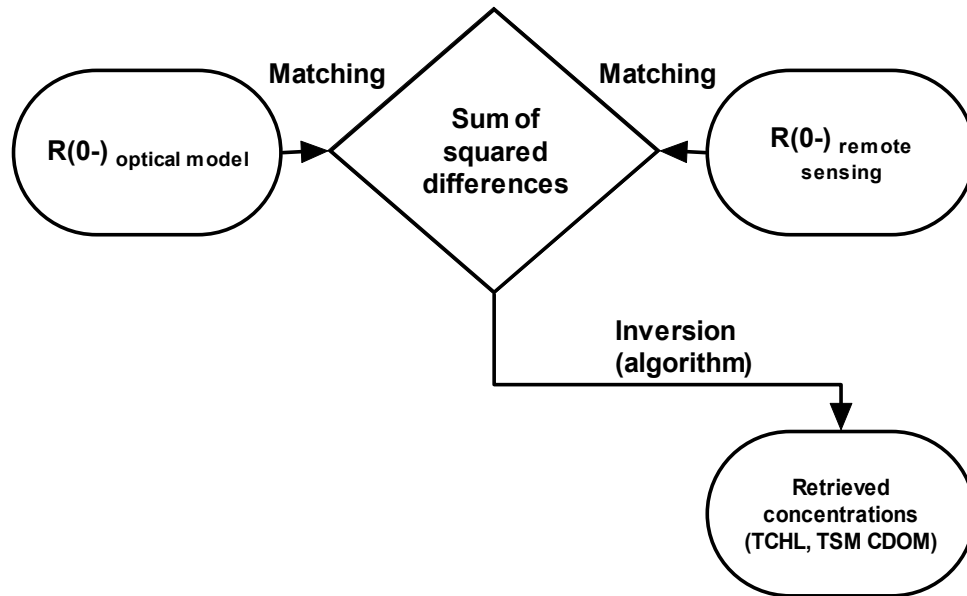 Matching
Matching
R(0-) optical model
Sum of
squared
differences
R(0-) remote
sensing
Inversion
(algorithm)
Retrieved
concentrations
(TCHL, TSM CDOM)